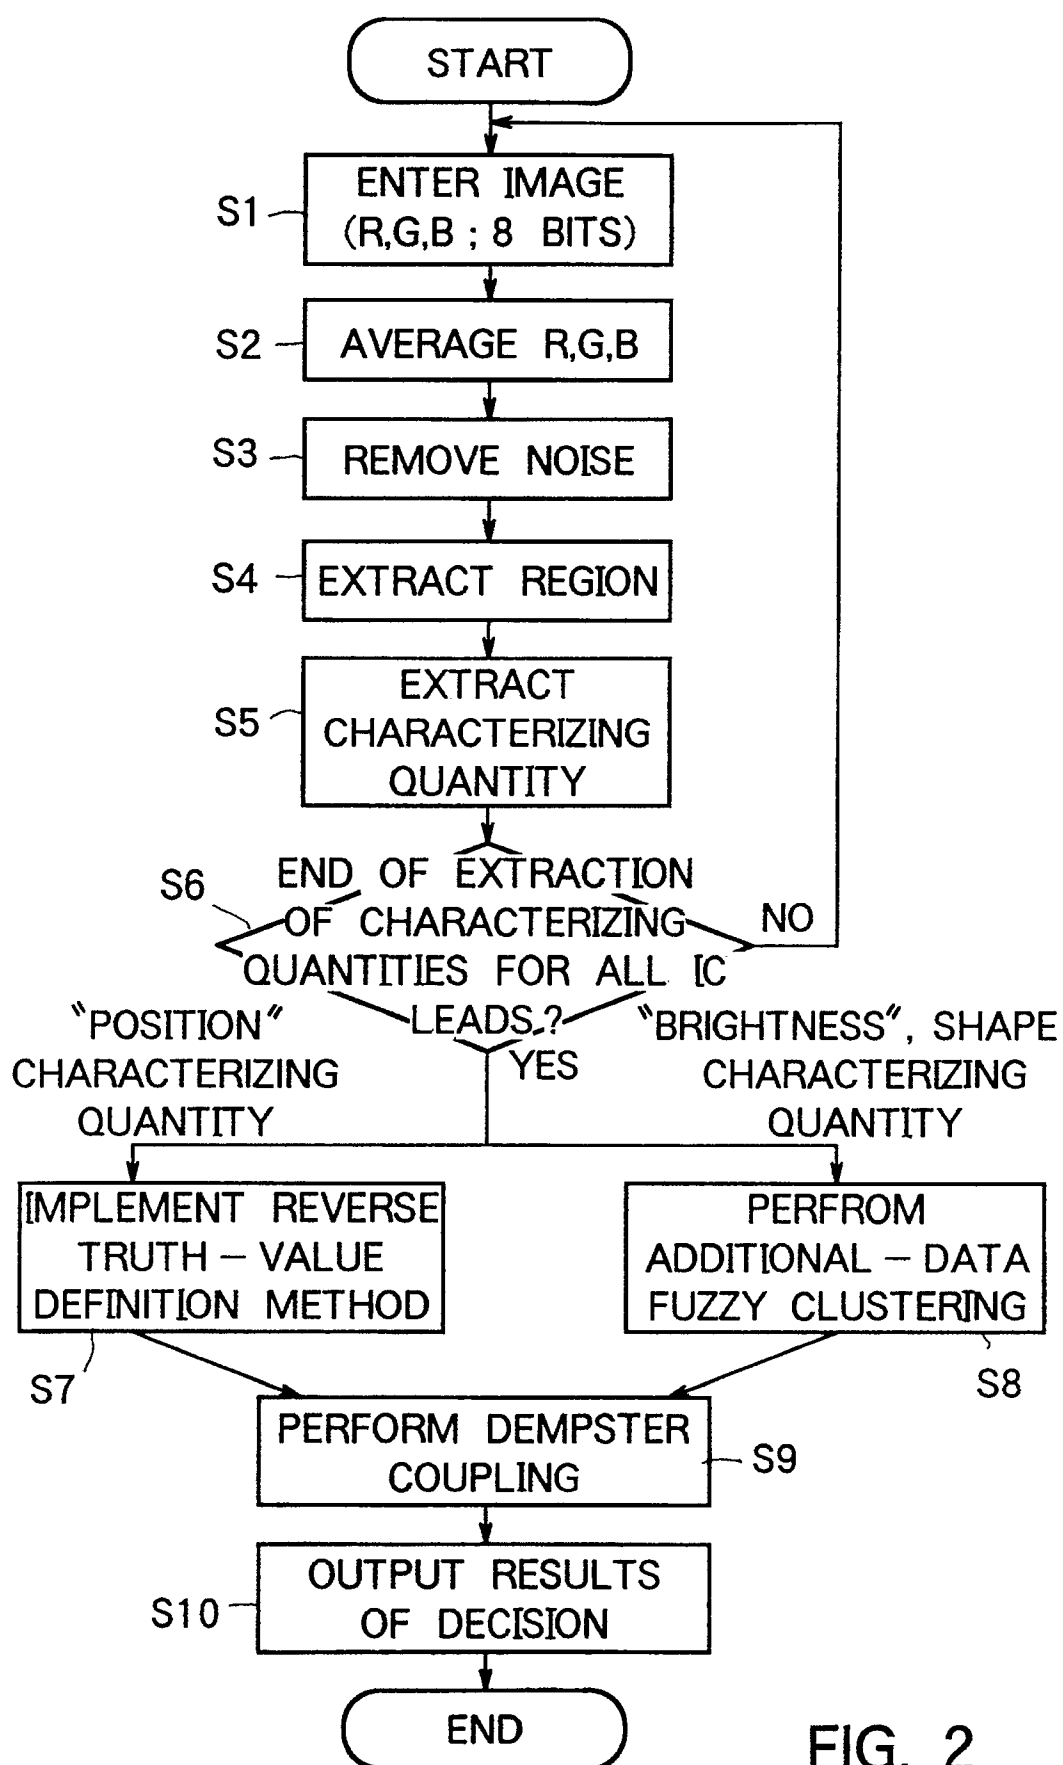 START
ENTER IMAGE
(R,G,B ; 8 BITS)
S1
AVERAGE R,G,B
S2
REMOVE NOISE
S3
EXTRACT REGION
S4
EXTRACT
CHARACTERIZING
QUANTITY
S5
END OF EXTRACTION
OF CHARACTERIZING
QUANTITIES FOR ALL IC
LEADS ?
S6
NO
YES
"POSITION"
CHARACTERIZING
QUANTITY
"BRIGHTNESS", SHAPE
CHARACTERIZING
QUANTITY
IMPLEMENT REVERSE
TRUTH – VALUE
DEFINITION METHOD
S7
PERFROM
ADDITIONAL – DATA
FUZZY CLUSTERING
S8
PERFORM DEMPSTER
COUPLING
S9
OUTPUT RESULTS
OF DECISION
S10
END
FIG. 2